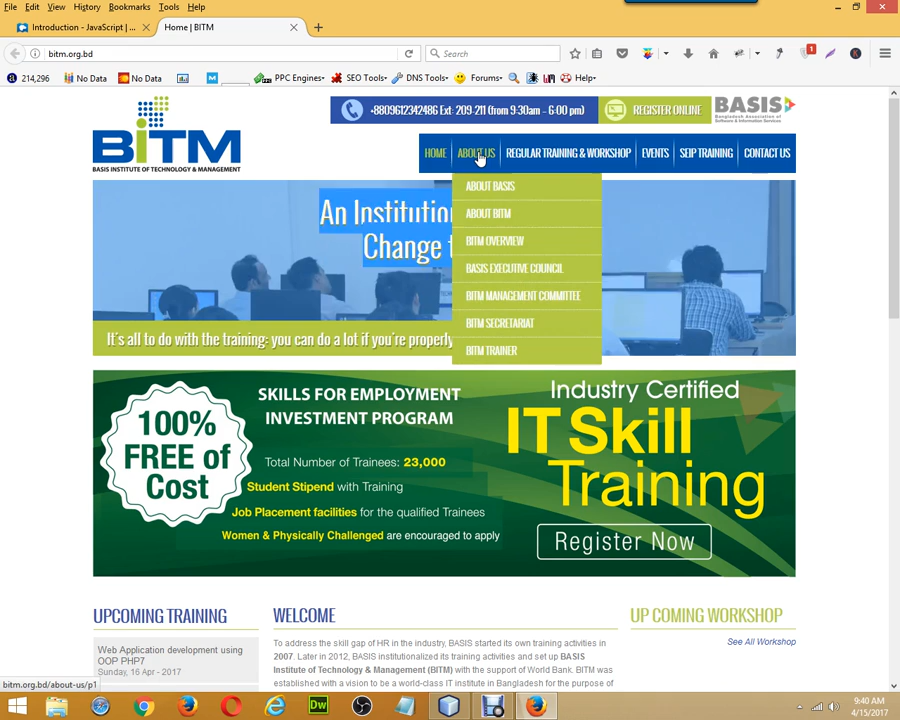 File Edit View History Bookmarks Tools Help
Introduction - JavaScript | ...
Home | BITM
bitm.org.bd
Search
1
214,296
No Data
No Data
PPC Engines
SEO Tools
DNS Tools
Forums
Help
BITM
BASIS INSTITUTE OF TECHNOLOGY & MANAGEMENT
+8809612342486 Ext: 209-211 (from 9:30am - 6:00 pm)
REGISTER ONLINE
BASIS
Bangladesh Association of
Software & Information Services
HOME
ABOUT US
REGULAR TRAINING & WORKSHOP
EVENTS
SEIP TRAINING
CONTACT US
ABOUT BASIS
ABOUT BITM
BITM OVERVIEW
BASIS EXECUTIVE COUNCIL
BITM MANAGEMENT COMMITTEE
BITM SECRETARIAT
BITM TRAINER
An Institution
Change t
It's all to do with the training: you can do a lot if you're properly
100%
FREE of
Cost
SKILLS FOR EMPLOYMENT
INVESTMENT PROGRAM
Total Number of Trainees: 23,000
Student Stipend with Training
Job Placement facilities for the qualified Trainees
Women & Physically Challenged are encouraged to apply
Industry Certified
IT Skill
Training
Register Now
UPCOMING TRAINING
Web Application development using
OOP PHP7
Sunday, 16 Apr - 2017
WELCOME
To address the skill gap of HR in the industry, BASIS started its own training activities in
2007. Later in 2012, BASIS institutionalized its training activities and set up BASIS
Institute of Technology & Management (BITM) with the support of World Bank. BITM was
established with a vision to be a world-class IT institute in Bangladesh for the purpose of
UP COMING WORKSHOP
See All Workshop
bitm.org.bd/about-us/p1
Dw
9:40 AM
4/15/2017